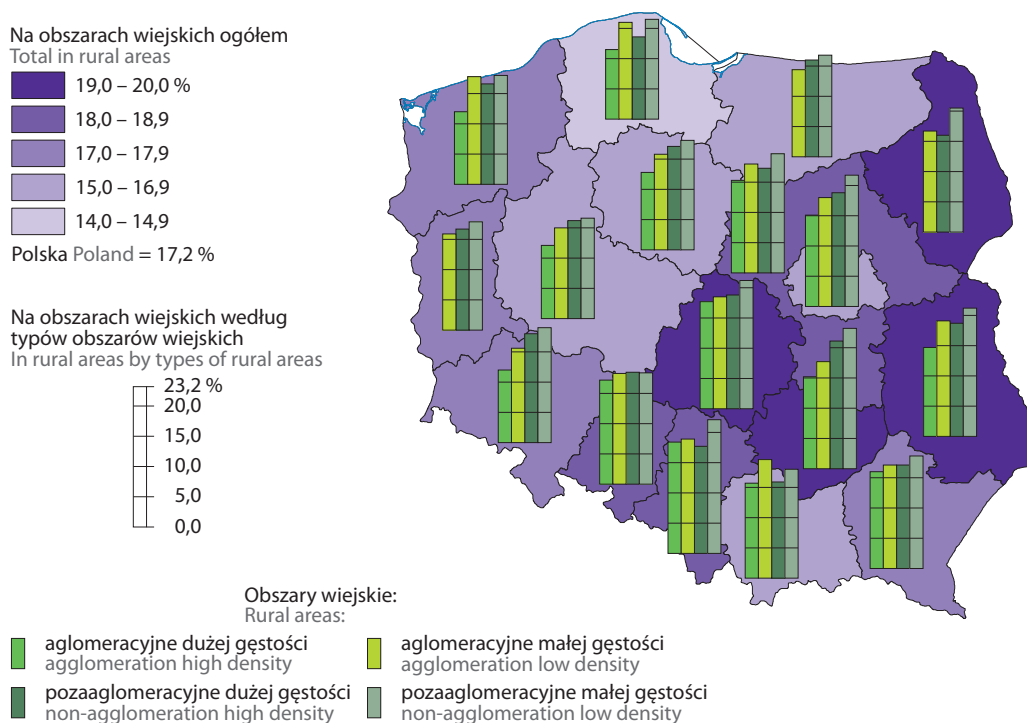 Na obszarach wiejskich ogółem
Total in rural areas
19,0 – 20,0 %
18,0 – 18,9
17,0 – 17,9
15,0 – 16,9
14,0 – 14,9
Polska Poland = 17,2 %
Na obszarach wiejskich według
typów obszarów wiejskich
In rural areas by types of rural areas
23,2 %
20,0
15,0
10,0
5,0
0,0
Obszary wiejskie:
Rural areas:
aglomeracyjne dużej gęstości
agglomeration high density
aglomeracyjne małej gęstości
agglomeration low density
pozaaglomeracyjne dużej gęstości
non-agglomeration high density
pozaaglomeracyjne małej gęstości
non-agglomeration low density